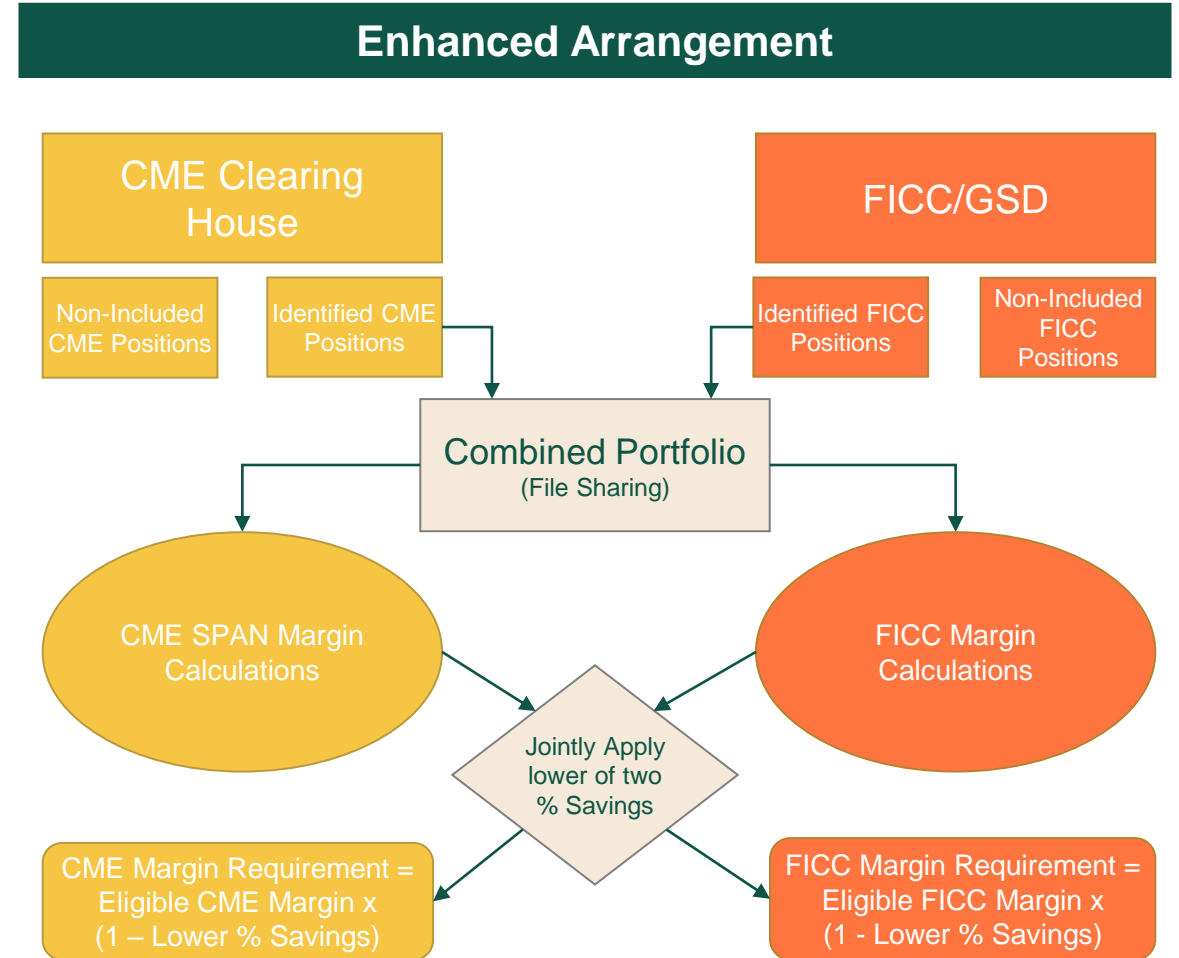 Enhanced Arrangement
CME Clearing
House
FICC/GSD
Non-Included
CME Positions
Identified CME
Positions
Identified FICC
Positions
Non-Included
FICC
Positions
Combined Portfolio
(File Sharing)
CME SPAN Margin
Calculations
FICC Margin
Calculations
Jointly Apply
lower of two
% Savings
CME Margin Requirement =
Eligible CME Margin x
(1 – Lower % Savings)
FICC Margin Requirement =
Eligible FICC Margin x
(1 - Lower % Savings)